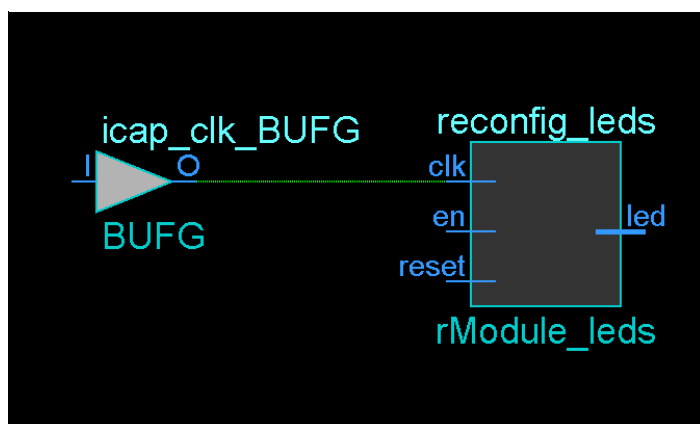 icap_clk_BUFG
I
O
BUFG
reconfig_leds
clk
en
reset
led
rModule_leds